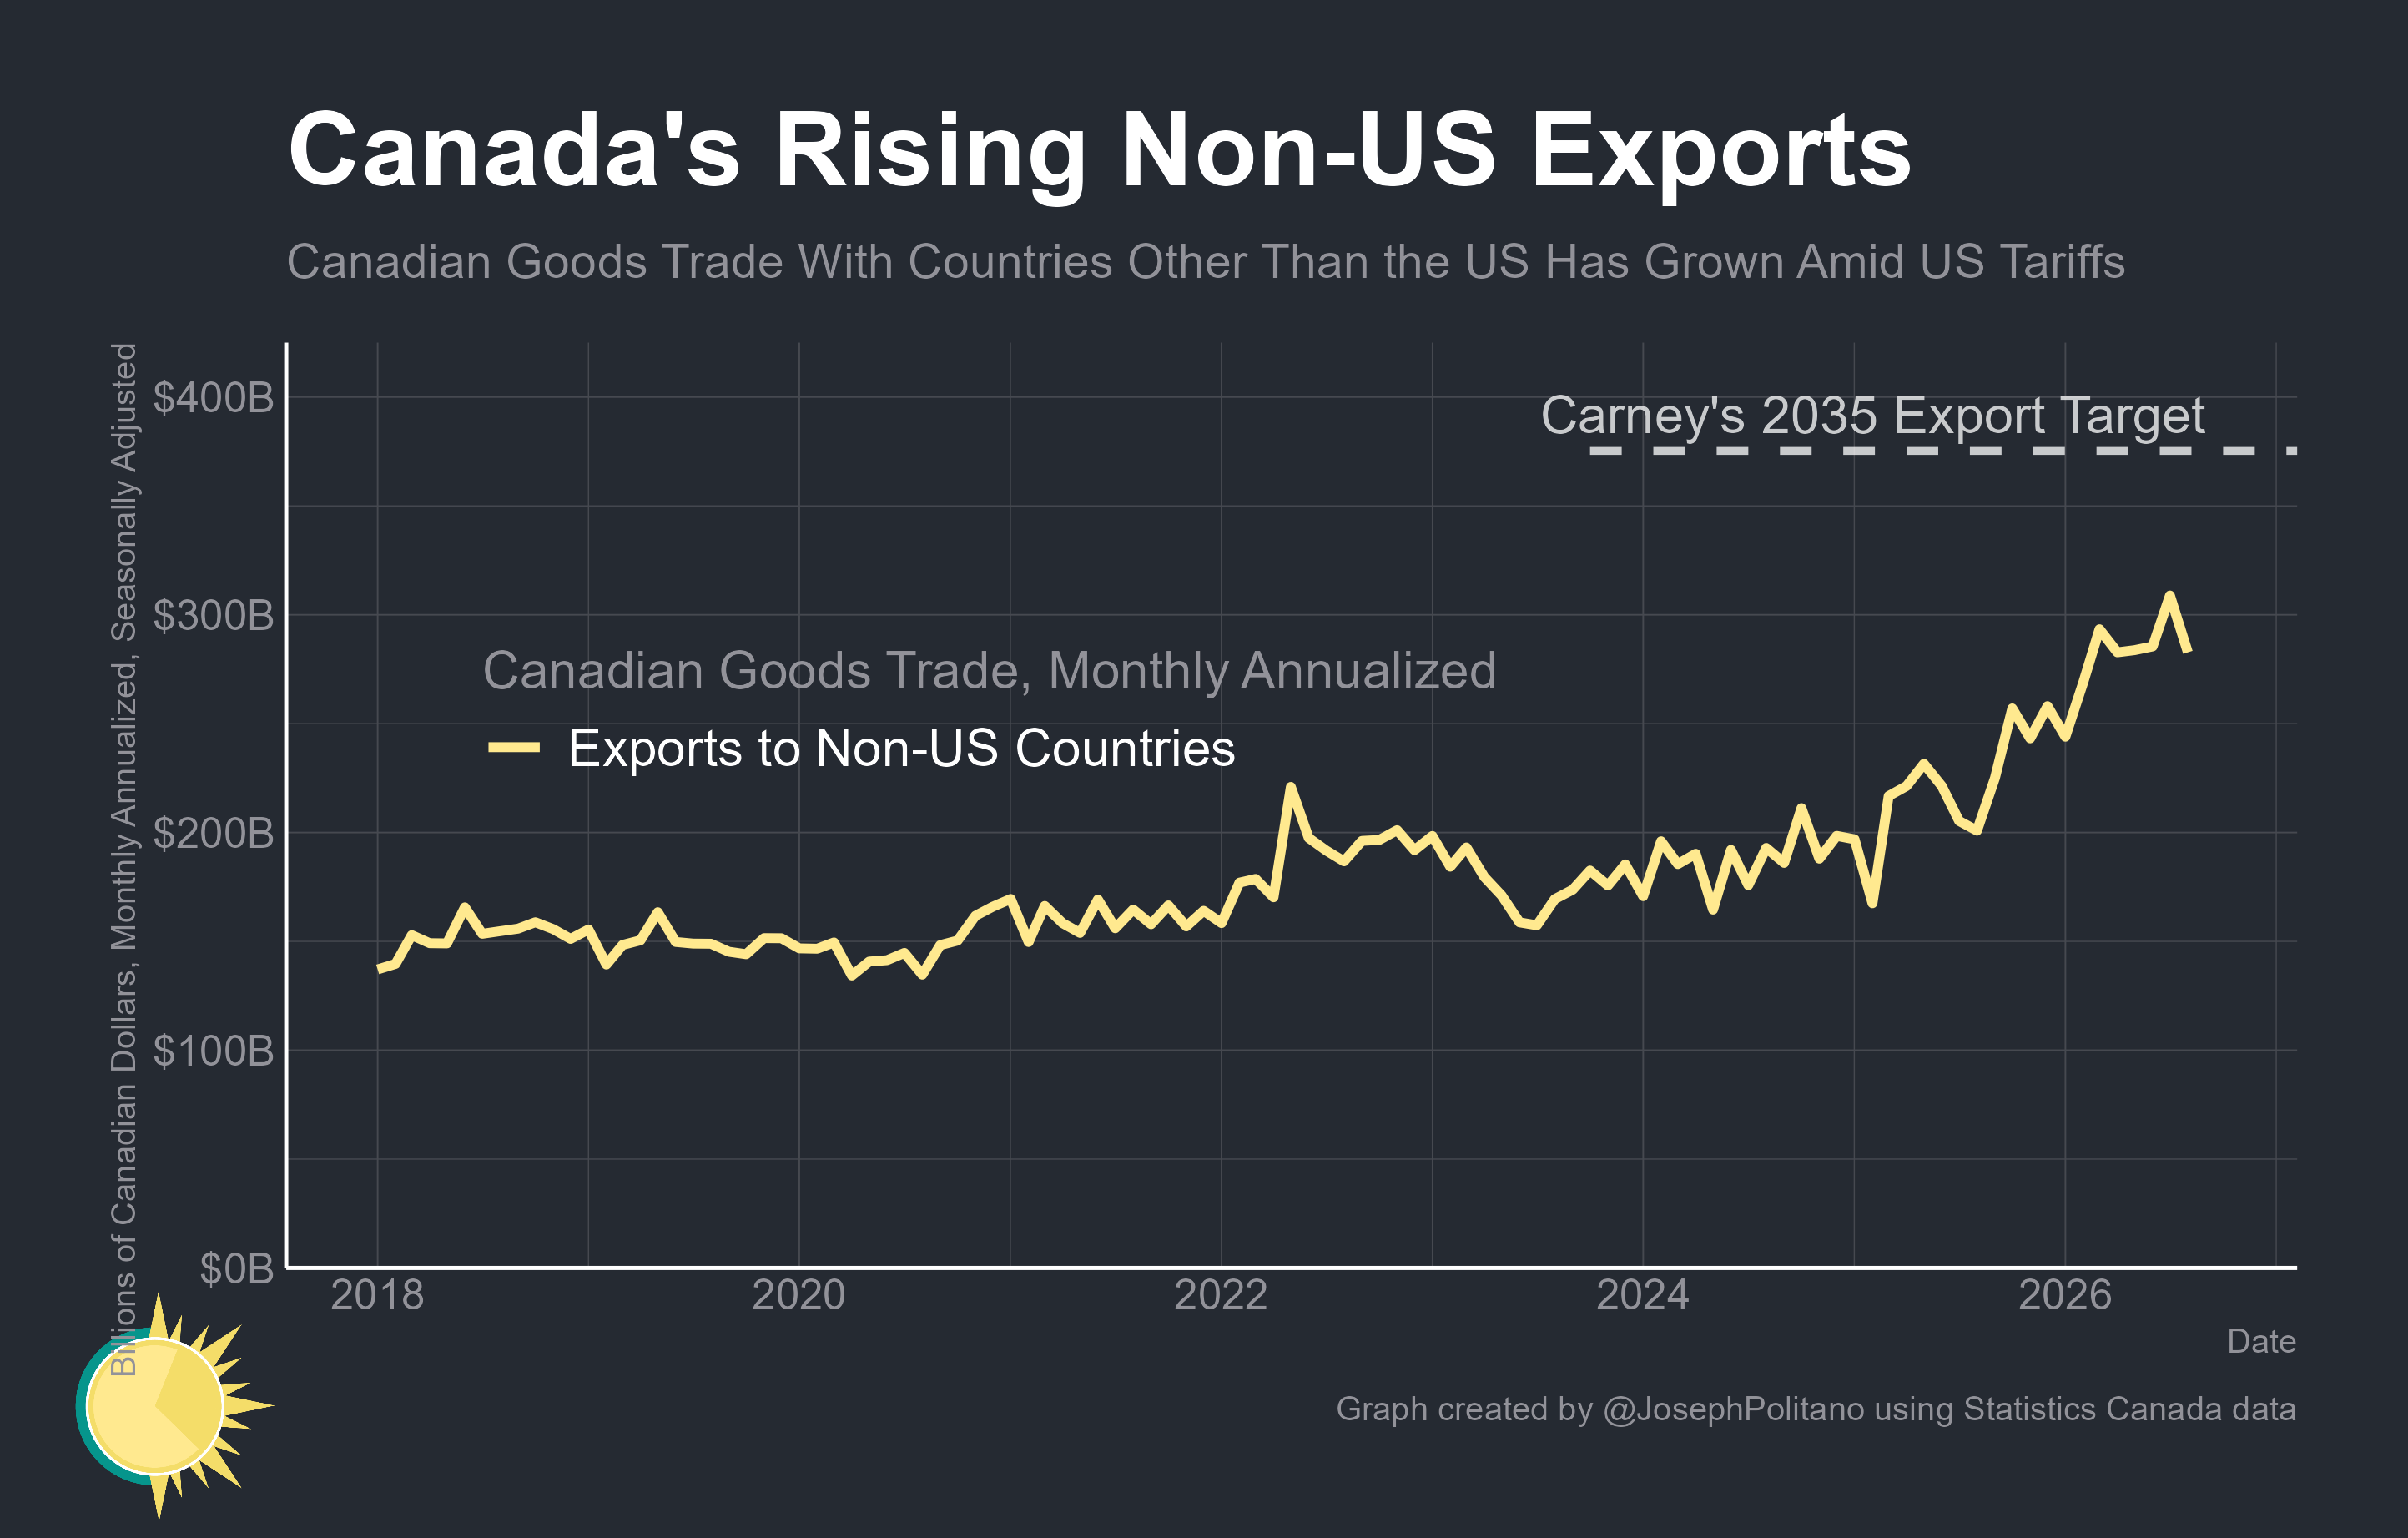 Canada's Rising Non-US Exports
Canadian Goods Trade With Countries Other Than the US Has Grown Amid US Tariffs
Billions of Canadian Dollars, Monthly Annualized, Seasonally Adjusted
$400B
$300B
$200B
$100B
$0B
Carney's 2035 Export Target
Canadian Goods Trade, Monthly Annualized
Exports to Non-US Countries
2018
2020
2022
2024
2026
Date
Graph created by @JosephPolitano using Statistics Canada data